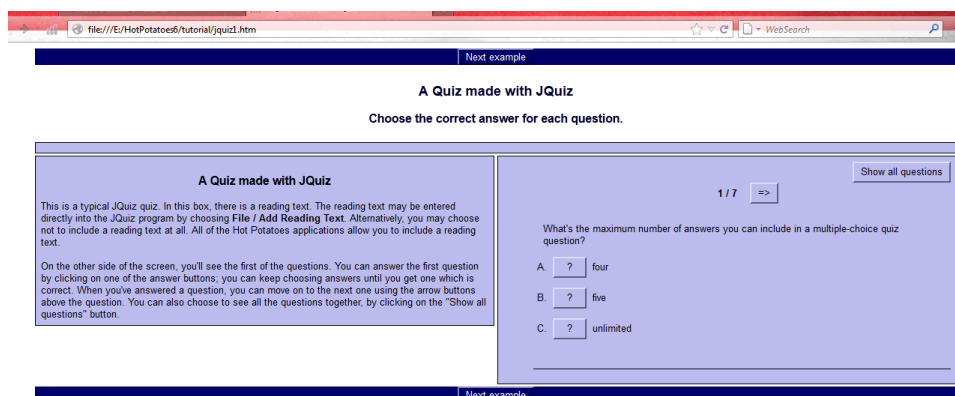 file:///E:/HotPotatoes6/tutorial/jquiz1.htm
WebSearch
Next example
A Quiz made with JQuiz
Choose the correct answer for each question.
A Quiz made with JQuiz
This is a typical JQuiz quiz. In this box, there is a reading text. The reading text may be entered
directly into the JQuiz program by choosing File / Add Reading Text. Alternatively, you may choose
not to include a reading text at all. All of the Hot Potatoes applications allow you to include a reading
text.
On the other side of the screen, you'll see the first of the questions. You can answer the first question
by clicking on one of the answer buttons; you can keep choosing answers until you get one which is
correct. When you've answered a question, you can move on to the next one using the arrow buttons
above the question. You can also choose to see all the questions together, by clicking on the "Show all
questions" button.
Show all questions
1 / 7 =>
What's the maximum number of answers you can include in a multiple-choice quiz
question?
A. ? four
B. ? five
C. ? unlimited
Next example